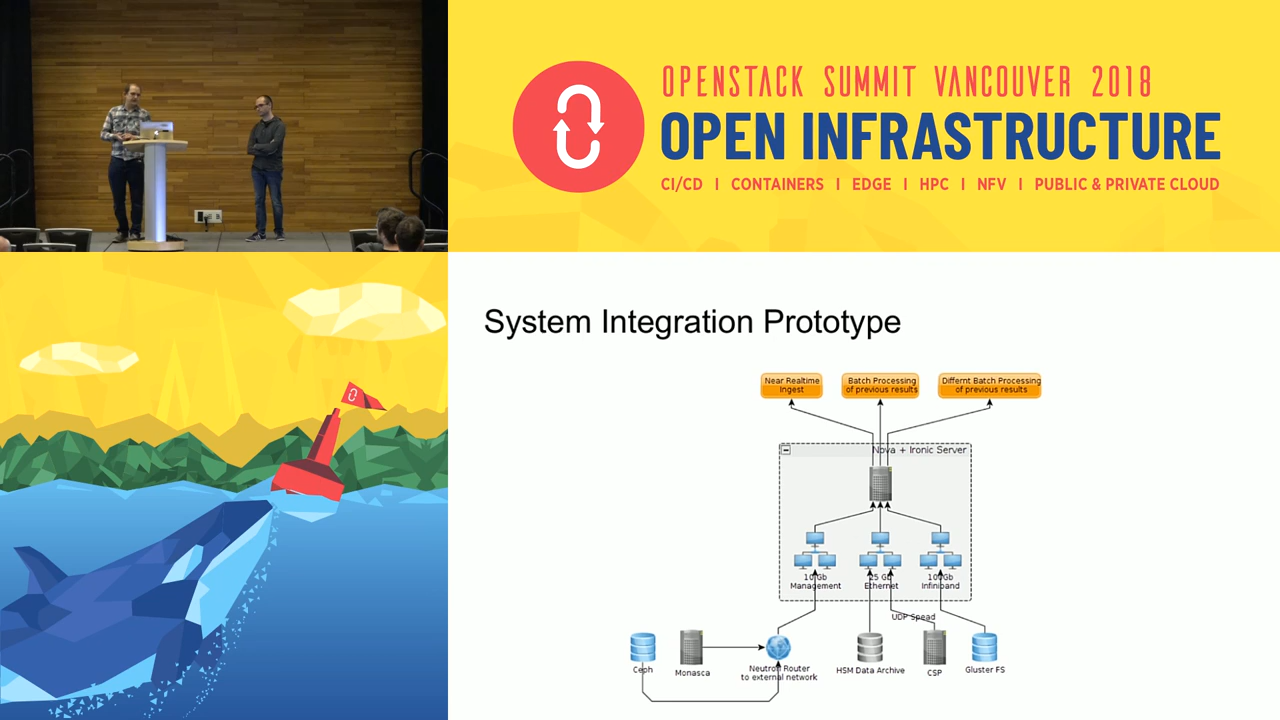 OPENSTACK SUMMIT VANCOUVER 2018
OPEN INFRASTRUCTURE
CI/CD | CONTAINERS | EDGE | HPC | NFV | PUBLIC & PRIVATE CLOUD
System Integration Prototype
Near Realtime
Ingest
Batch Processing
of previous results
Differnt Batch Processing
of previous results
Nova + Ironic Server
10 Gb
Management
25 Gb
Ethernet
100Gb
Infiniband
UDP Spead
Ceph
Monasca
Neutron Router
to external network
HSM Data Archive
CSP
Gluster FS